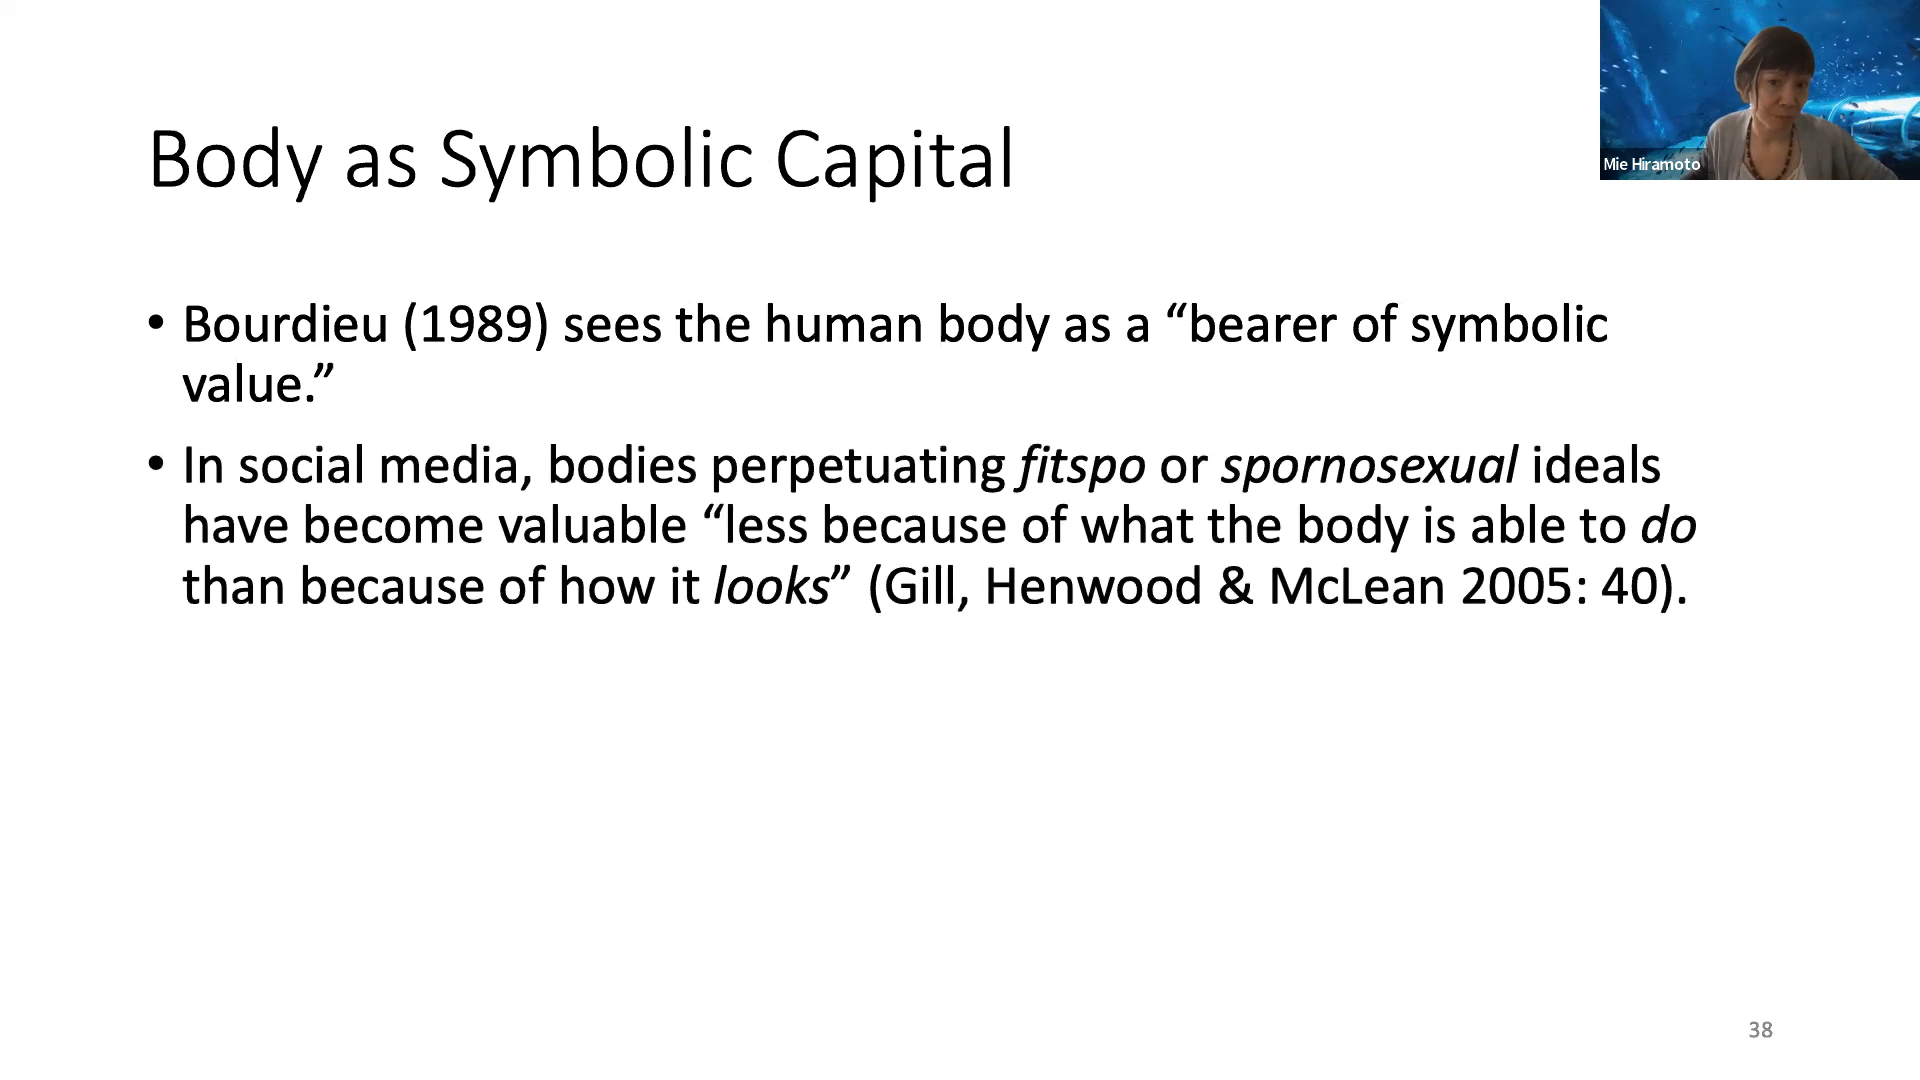 Mie Hiramoto
Body as Symbolic Capital
• Bourdieu (1989) sees the human body as a “bearer of symbolic
value.”
• In social media, bodies perpetuating fitspo or spornosexual ideals
have become valuable “less because of what the body is able to do
than because of how it looks” (Gill, Henwood & McLean 2005: 40).
38